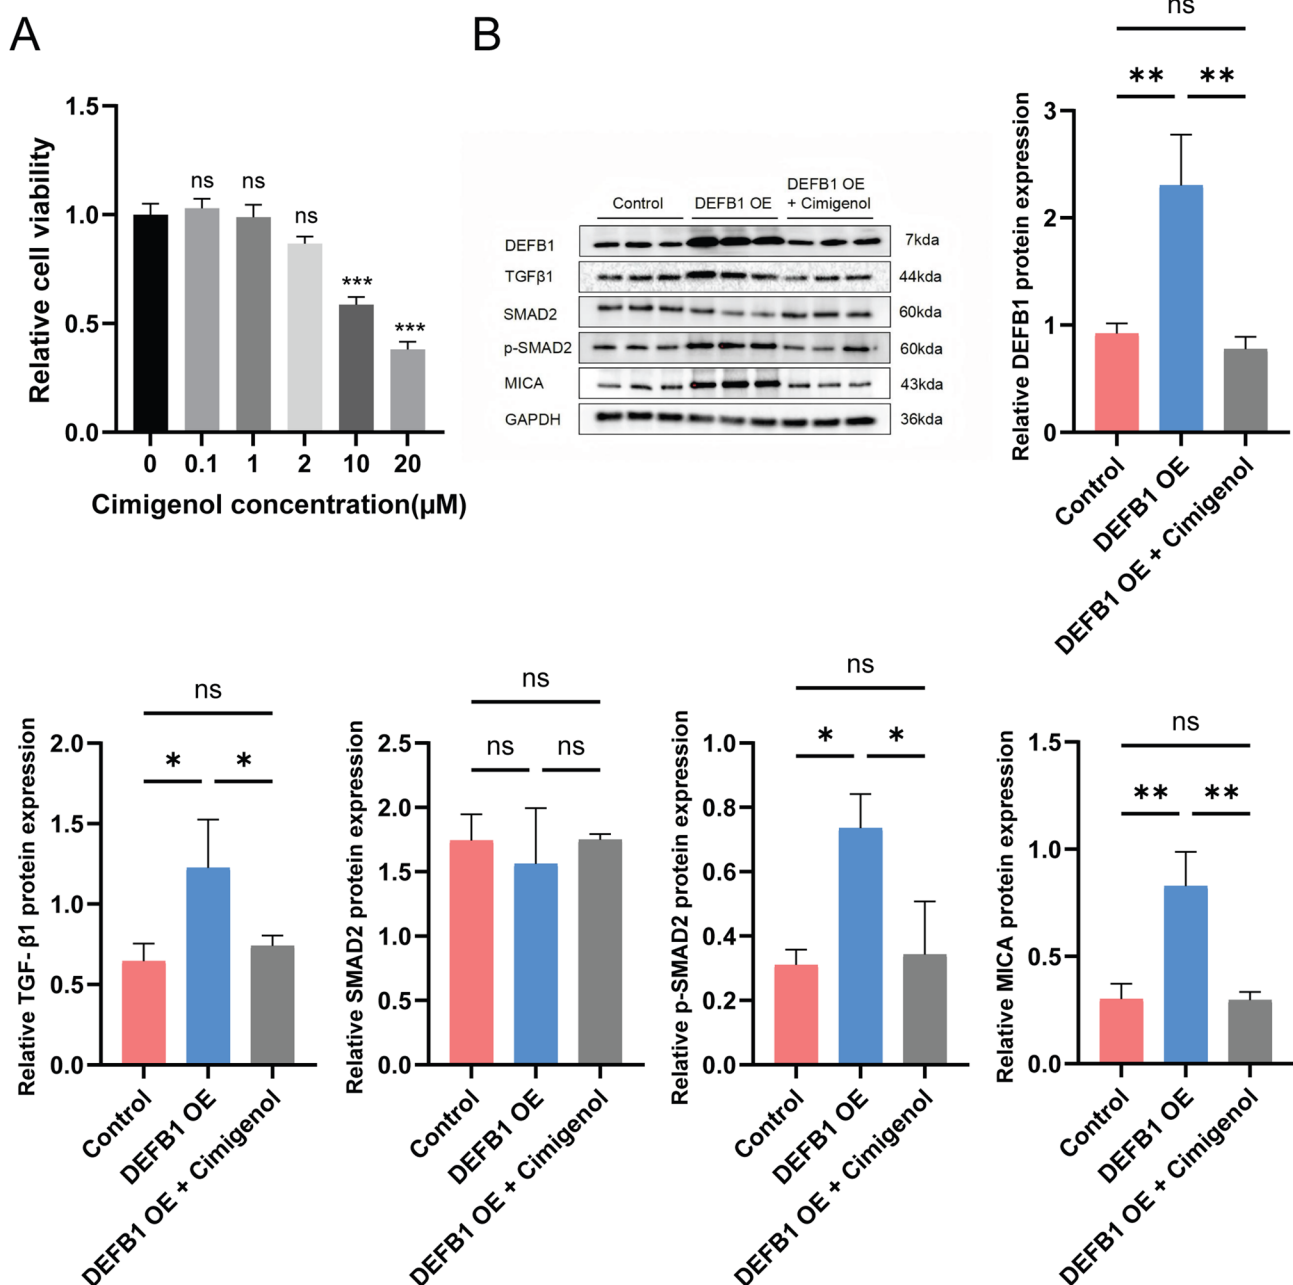 A
1.5
1.0
0.5
0.0
Relative cell viability
ns
ns
ns
***
***
0 0.1 1 2 10 20
Cimigenol concentration(μM)
B
Control
DEFB1 OE
DEFB1 OE
+ Cimigenol
DEFB1 7kda
TGFβ1 44kda
SMAD2 60kda
p-SMAD2 60kda
MICA 43kda
GAPDH 36kda
ns
** **
Relative DEFB1 protein expression
3
2
1
0
Control
DEFB1 OE
DEFB1 OE + Cimigenol
ns
* *
Relative TGF- β1 protein expression
2.0
1.5
1.0
0.5
0.0
Control
DEFB1 OE
DEFB1 OE + Cimigenol
ns
ns ns
Relative SMAD2 protein expression
2.5
2.0
1.5
1.0
0.5
0.0
Control
DEFB1 OE
DEFB1 OE + Cimigenol
ns
* *
Relative p-SMAD2 protein expression
1.0
0.8
0.6
0.4
0.2
0.0
Control
DEFB1 OE
DEFB1 OE + Cimigenol
ns
** **
Relative MICA protein expression
1.5
1.0
0.5
0.0
Control
DEFB1 OE
DEFB1 OE + Cimigenol